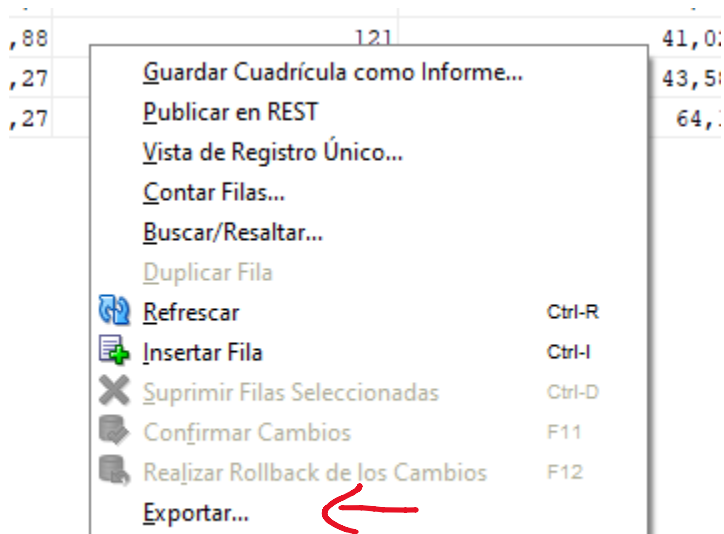 ,88 121 41,02
,27 43,58
,27 64,
Guardar Cuadrícula como Informe...
Publicar en REST
Vista de Registro Único...
Contar Filas...
Buscar/Resaltar...
Duplicar Fila
Refrescar Ctrl-R
Insertar Fila Ctrl-I
Suprimir Filas Seleccionadas Ctrl-D
Confirmar Cambios F11
Realizar Rollback de los Cambios F12
Exportar...